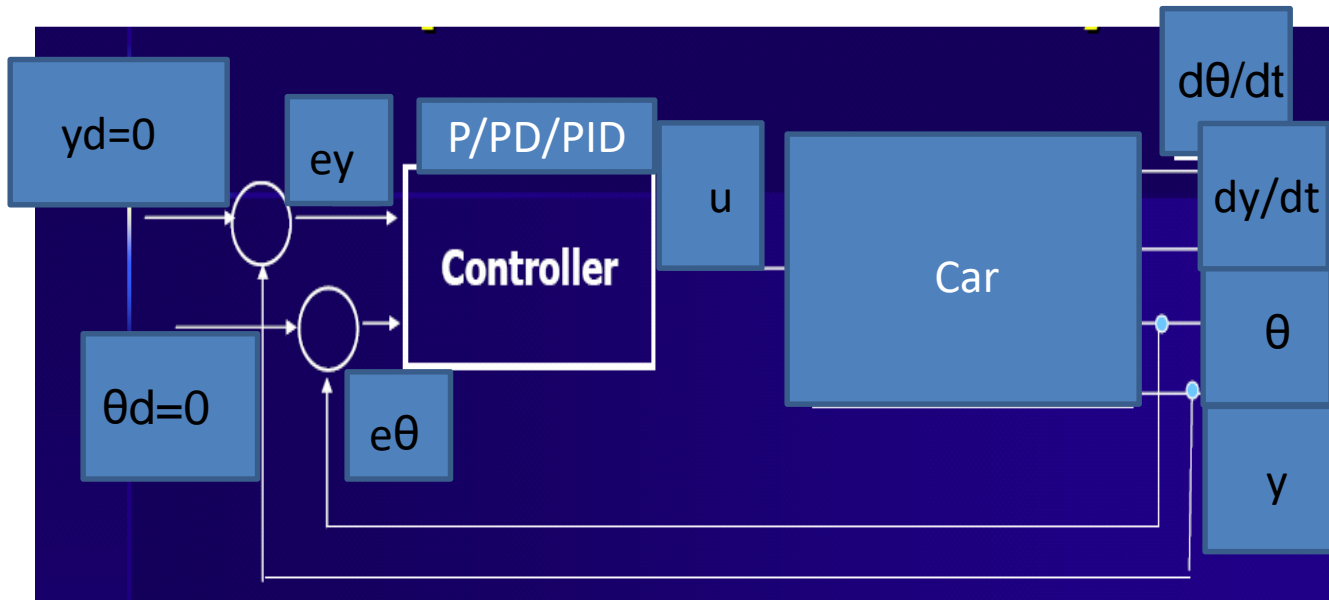 dθ/dt
yd=0
ey
P/PD/PID
u
dy/dt
Controller
Car
θ
θd=0
eθ
y